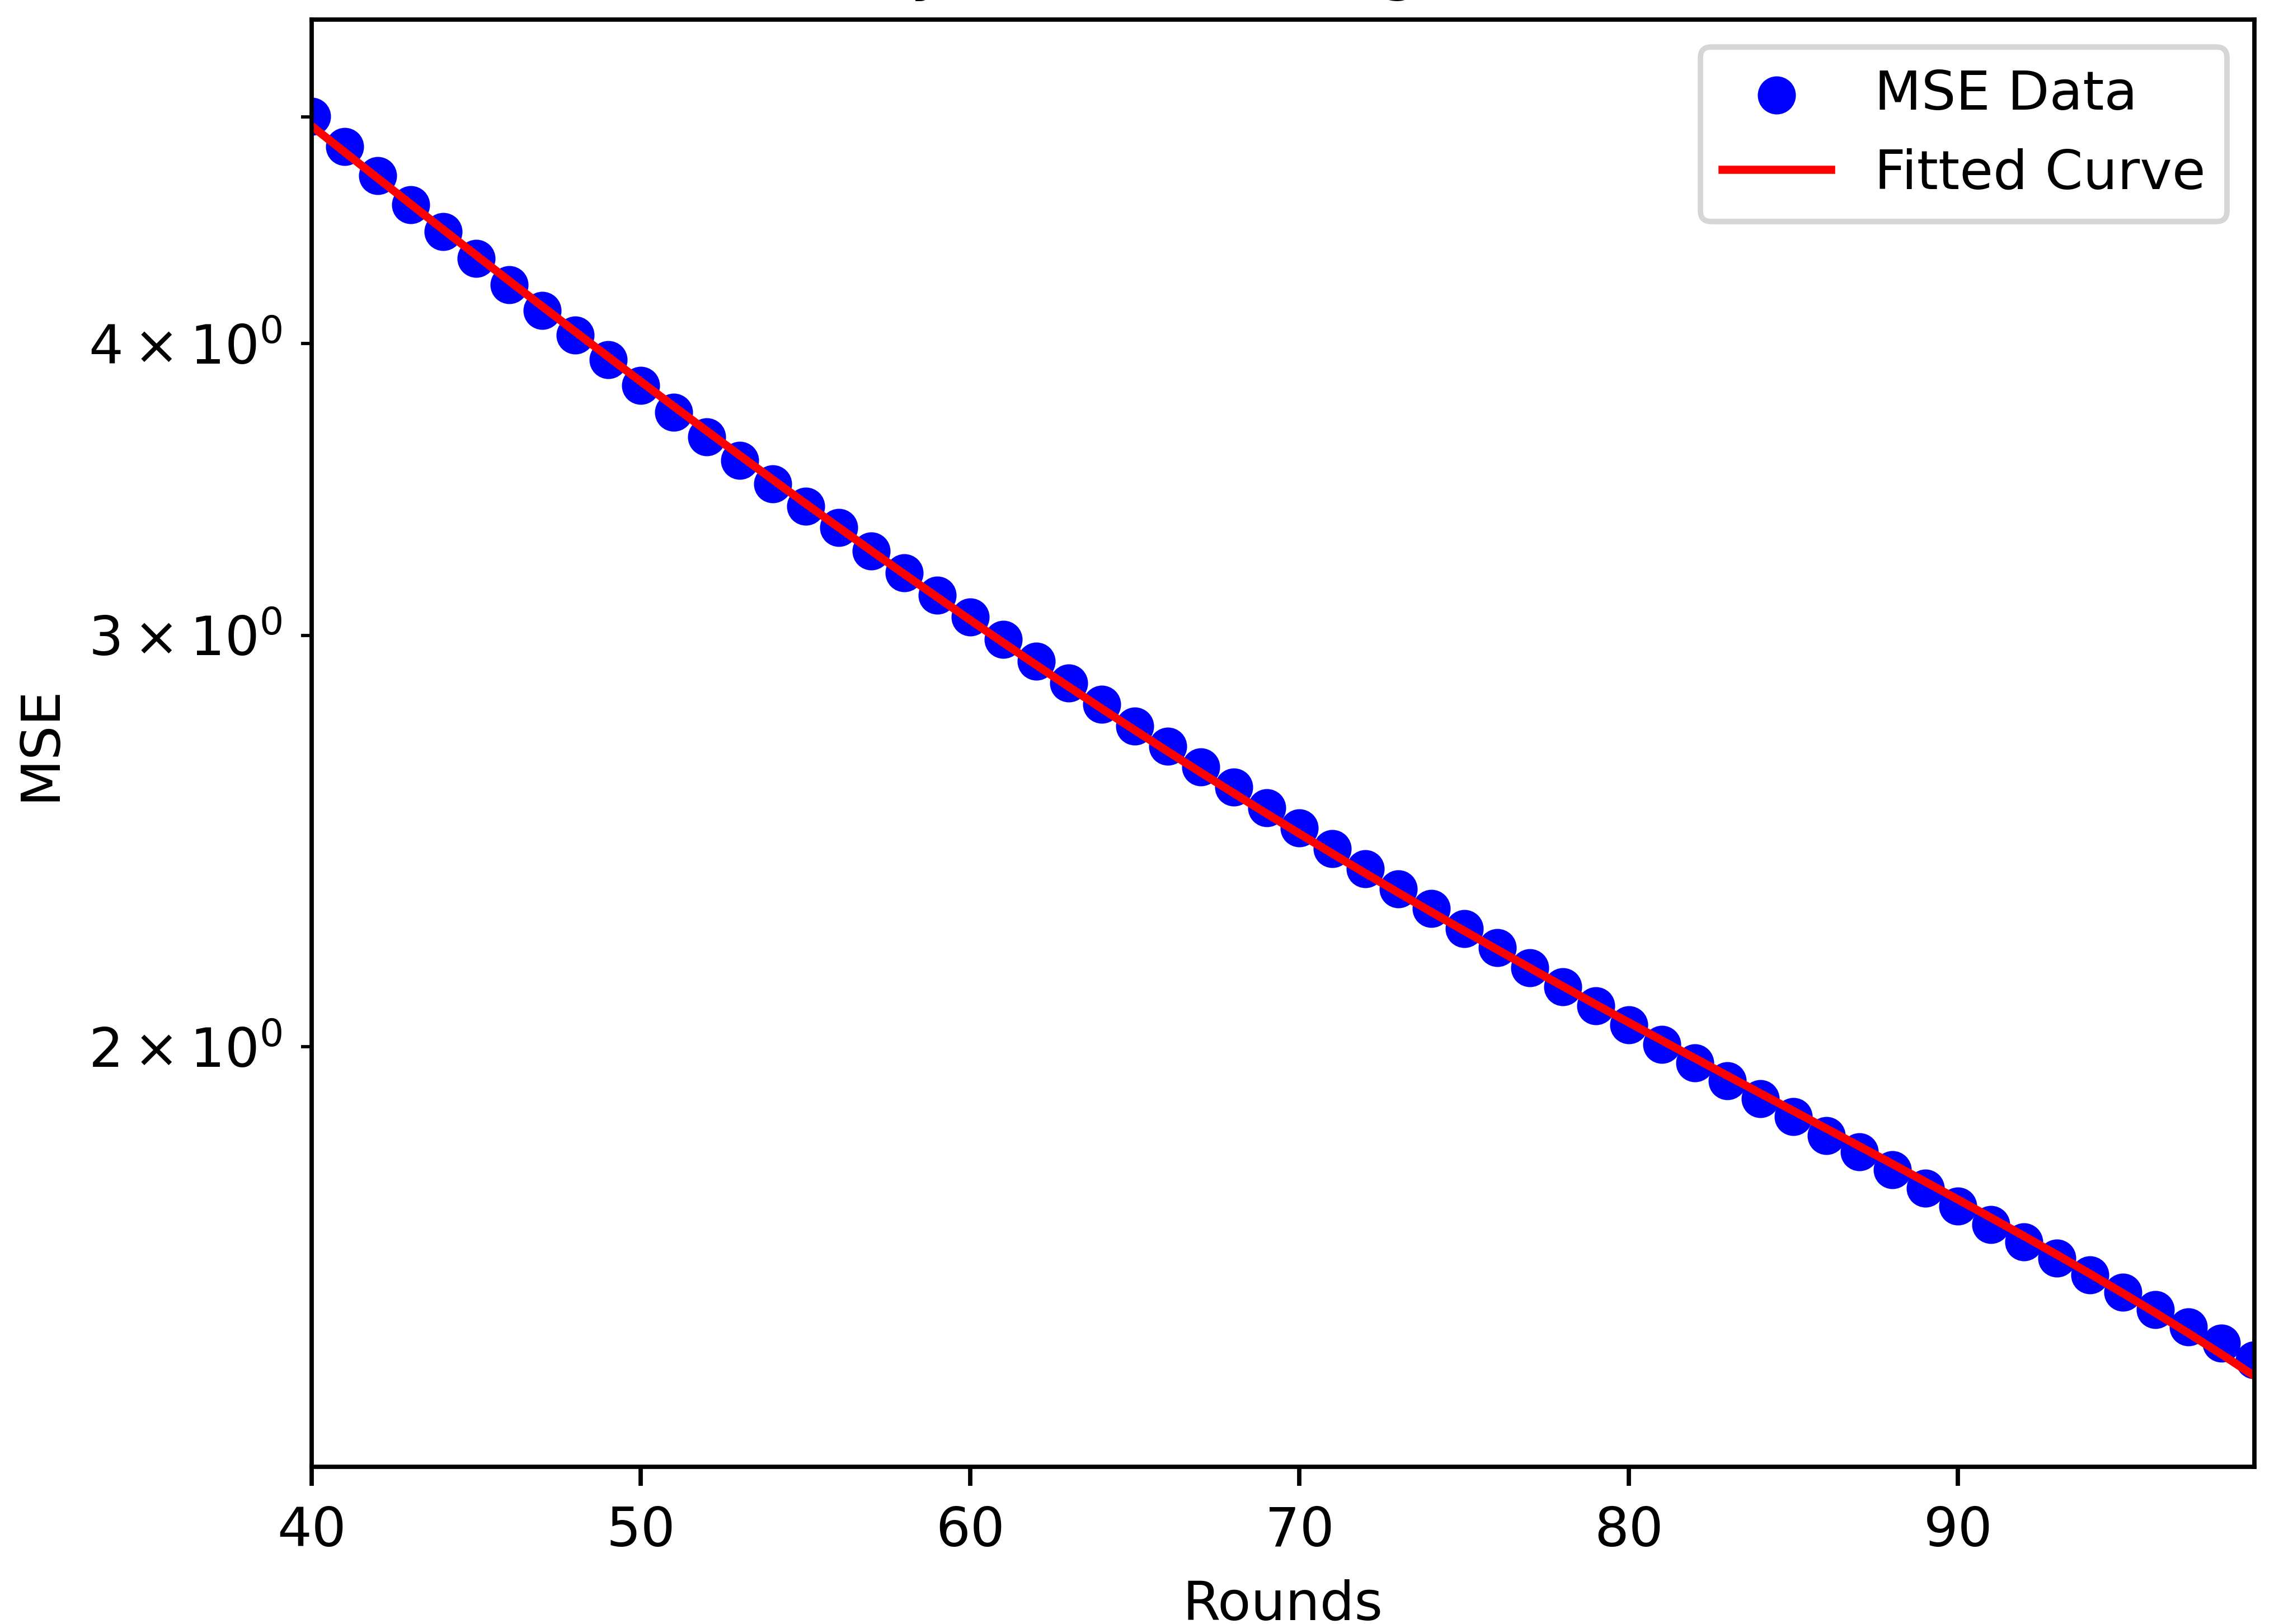 MSE Data
Fitted Curve
4 × 10⁰
3 × 10⁰
2 × 10⁰
MSE
40 50 60 70 80 90
Rounds